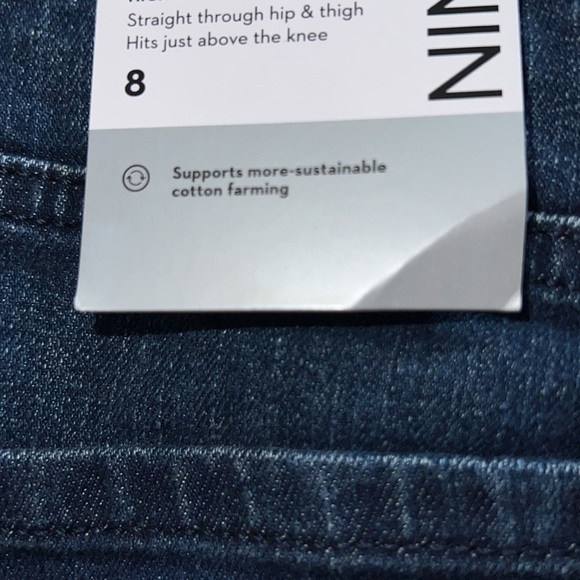 Straight through hip & thigh
Hits just above the knee
8
Supports more-sustainable
cotton farming